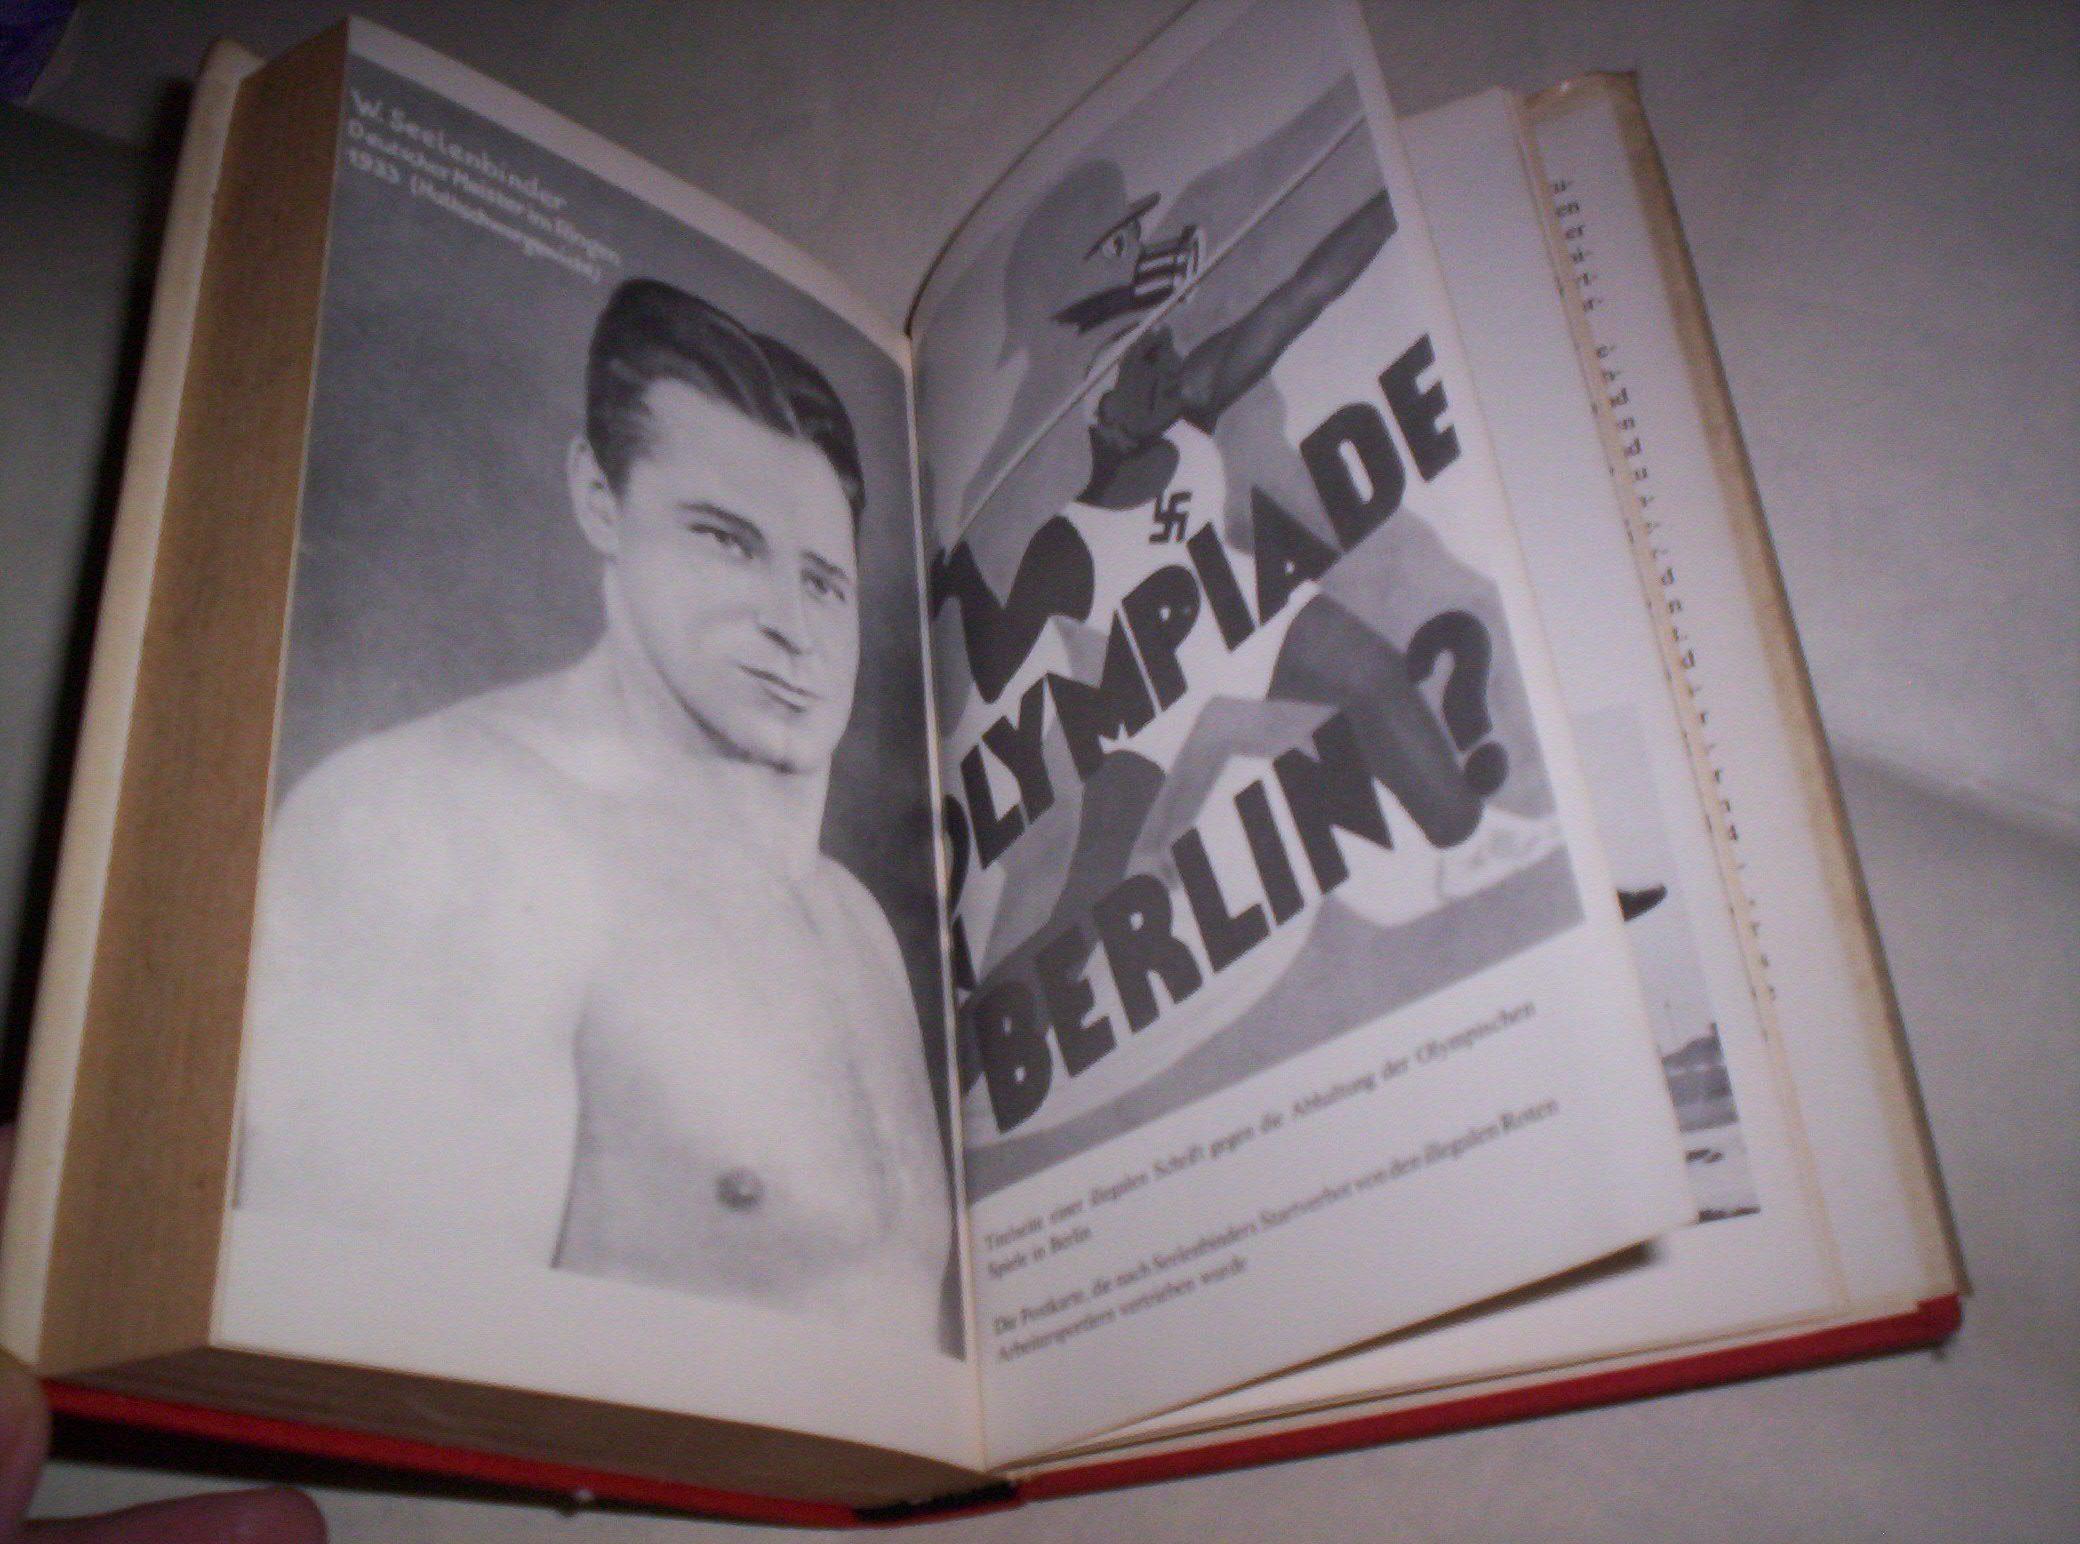 W. Seelenbinder
Deutscher Meister im Ringen
1933 (Halbschwergewicht)
OLYMPIADE
BERLIN?
Titelseite einer illegalen Schrift gegen die Abhaltung der Olympischen
Spiele in Berlin
Die Postkarte, die nach Seelenbinders Startverbot von den illegalen Roten
Arbeitersportlern vertrieben wurde